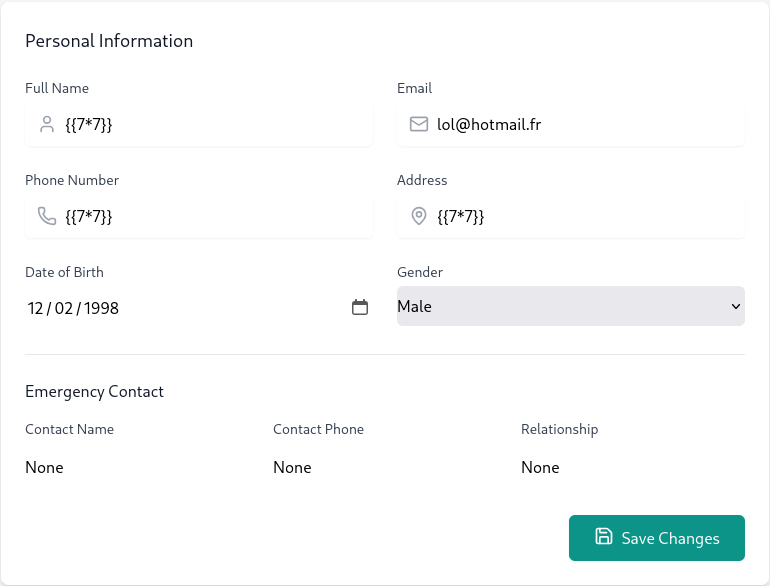 Personal Information
Full Name Email
{{7*7}} lol@hotmail.fr
Phone Number Address
{{7*7}} {{7*7}}
Date of Birth Gender
12/02/1998 Male
Emergency Contact
Contact Name Contact Phone Relationship
None None None
Save Changes